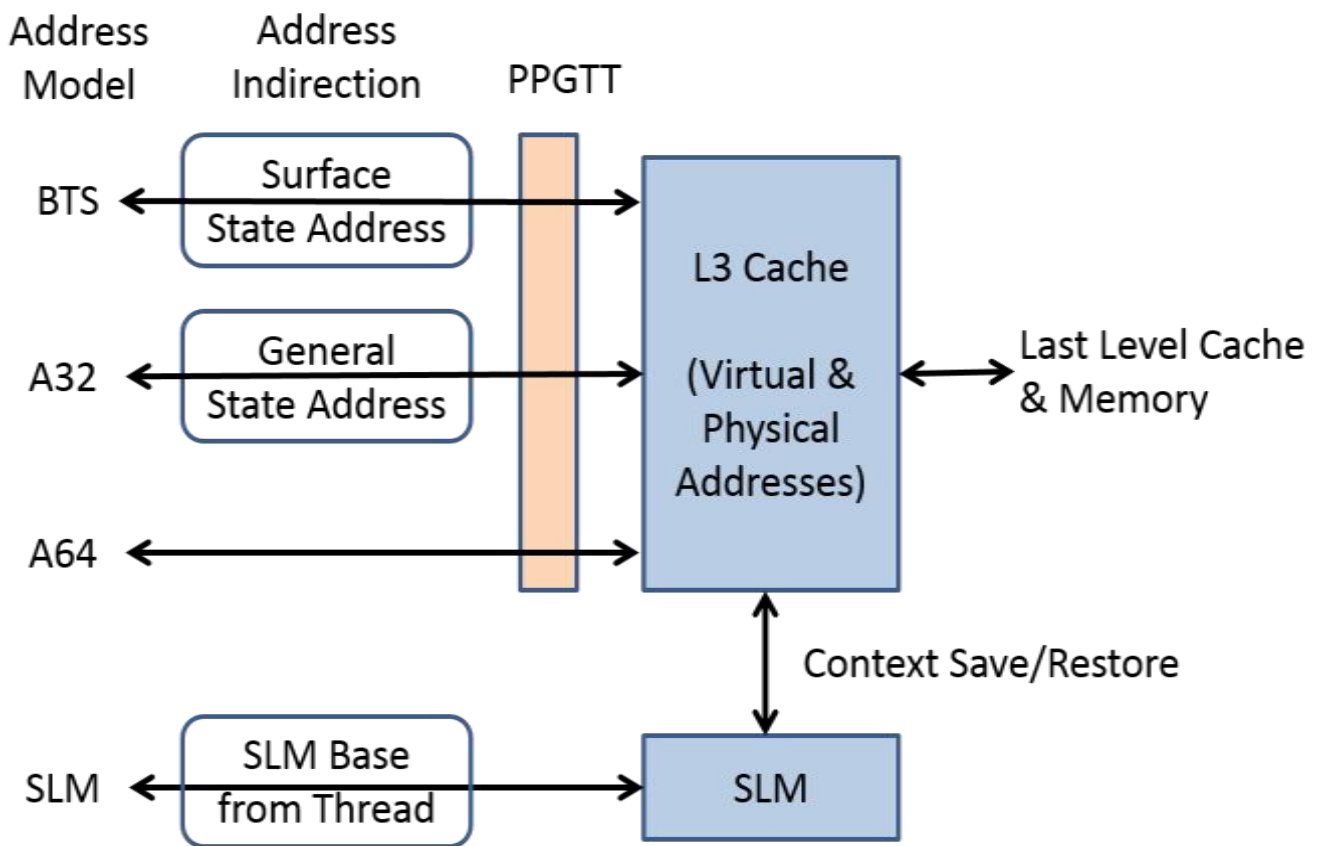 Address
Model
Address
Indirection
PPGTT
BTS
Surface
State Address
A32
General
State Address
A64
L3 Cache
(Virtual &
Physical
Addresses)
Last Level Cache
& Memory
Context Save/Restore
SLM
SLM Base
from Thread
SLM